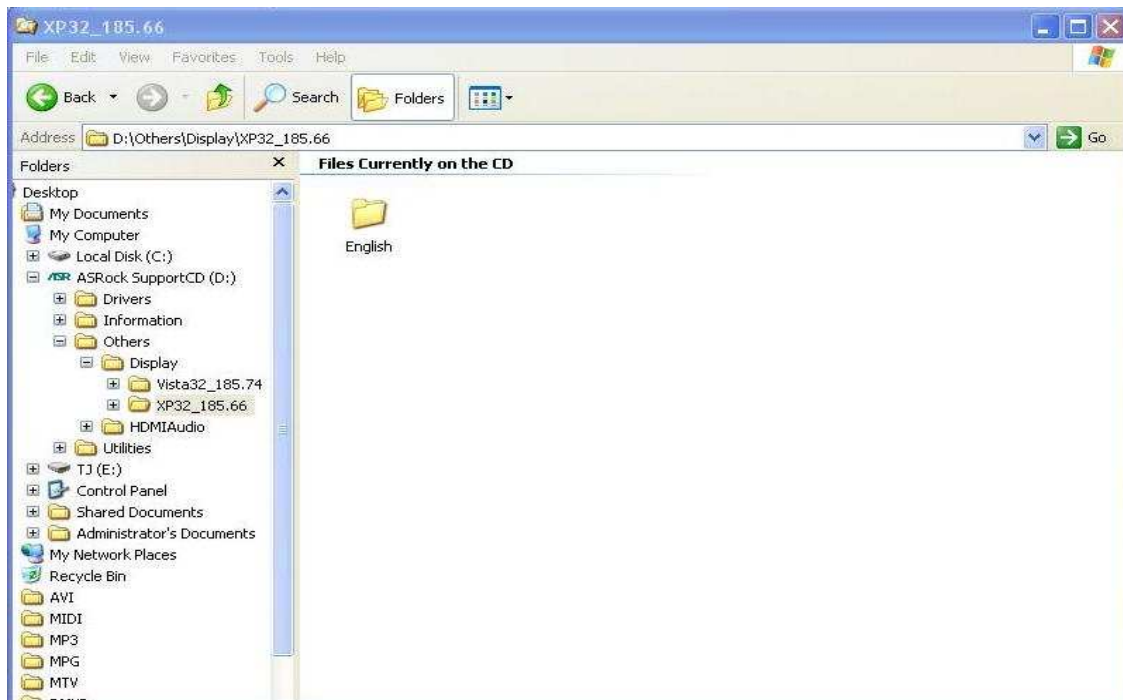 XP32_185.66
File Edit View Favorites Tools Help
Back Search Folders
Address D:\Others\Display\XP32_185.66 Go
Folders
Desktop
My Documents
My Computer
Local Disk (C:)
ASR ASRock SupportCD (D:)
Drivers
Information
Others
Display
Vista32_185.74
XP32_185.66
HDMIAudio
Utilities
TJ (E:)
Control Panel
Shared Documents
Administrator's Documents
My Network Places
Recycle Bin
AVI
MIDI
MP3
MPG
MTV
Files Currently on the CD
English